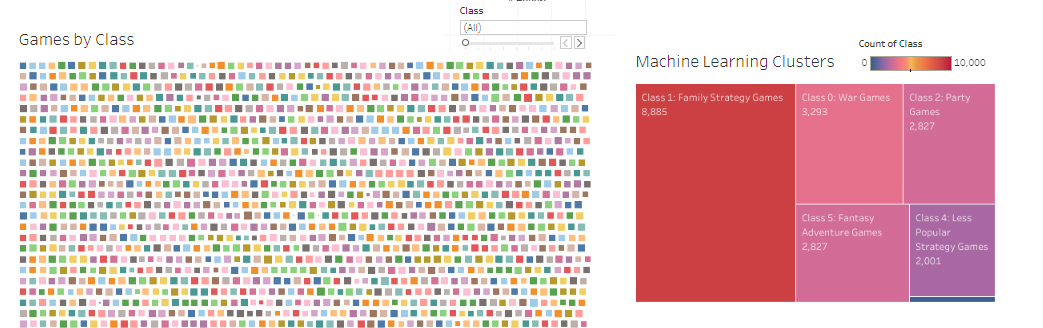 Class
(All)
Games by Class
Count of Class
Machine Learning Clusters
0
10,000
Class 1: Family Strategy Games
8,885
Class 0: War Games
3,293
Class 2: Party
Games
2,827
Class 5: Fantasy
Adventure Games
2,827
Class 4: Less
Popular
Strategy Games
2,001